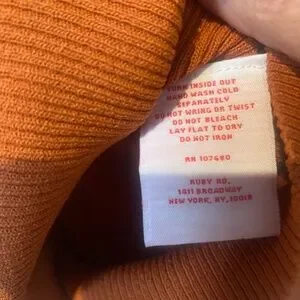 TURN INSIDE OUT
HAND WASH COLD
SEPARATELY
DO NOT WRING OR TWIST
DO NOT BLEACH
LAY FLAT TO DRY
DO NOT IRON
RN 107480
RUBY RD.
1411 BROADWAY
NEW YORK, NY, 10018